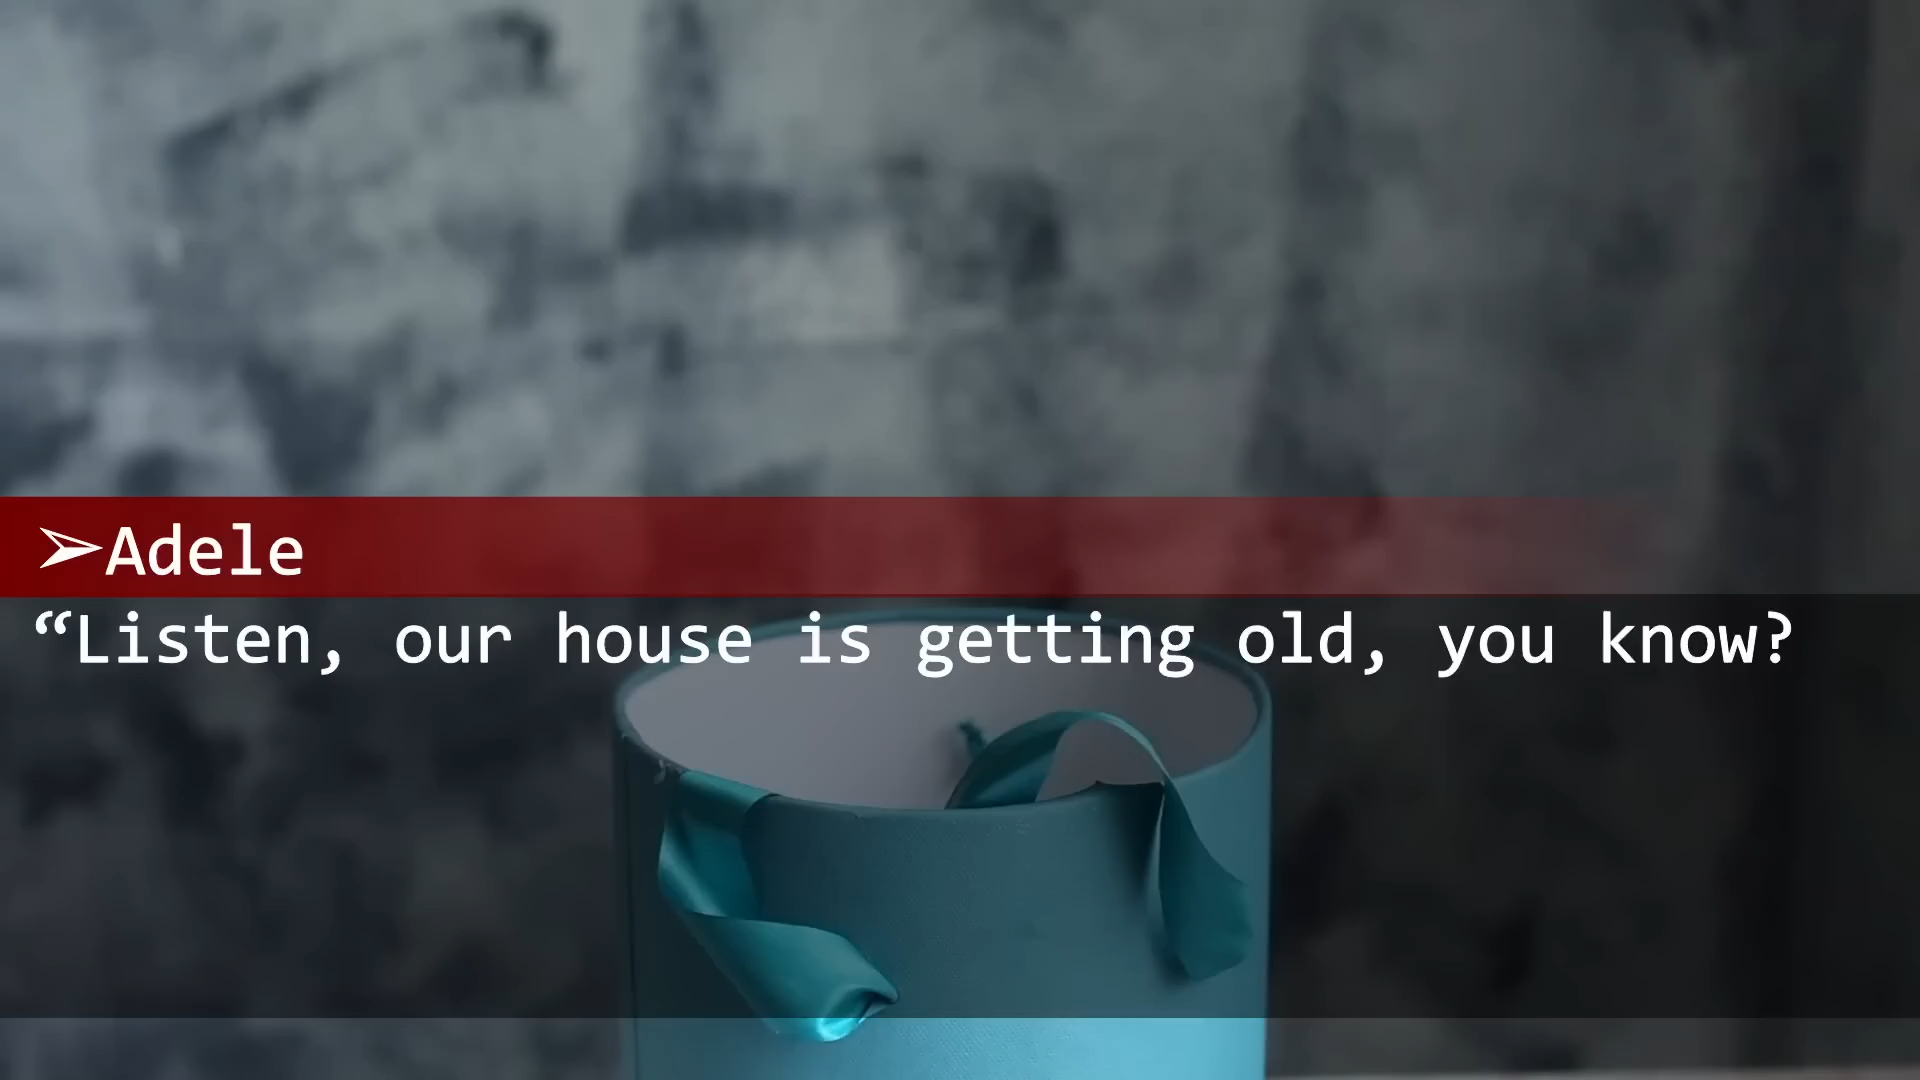 ➢Adele
“Listen, our house is getting old, you know?